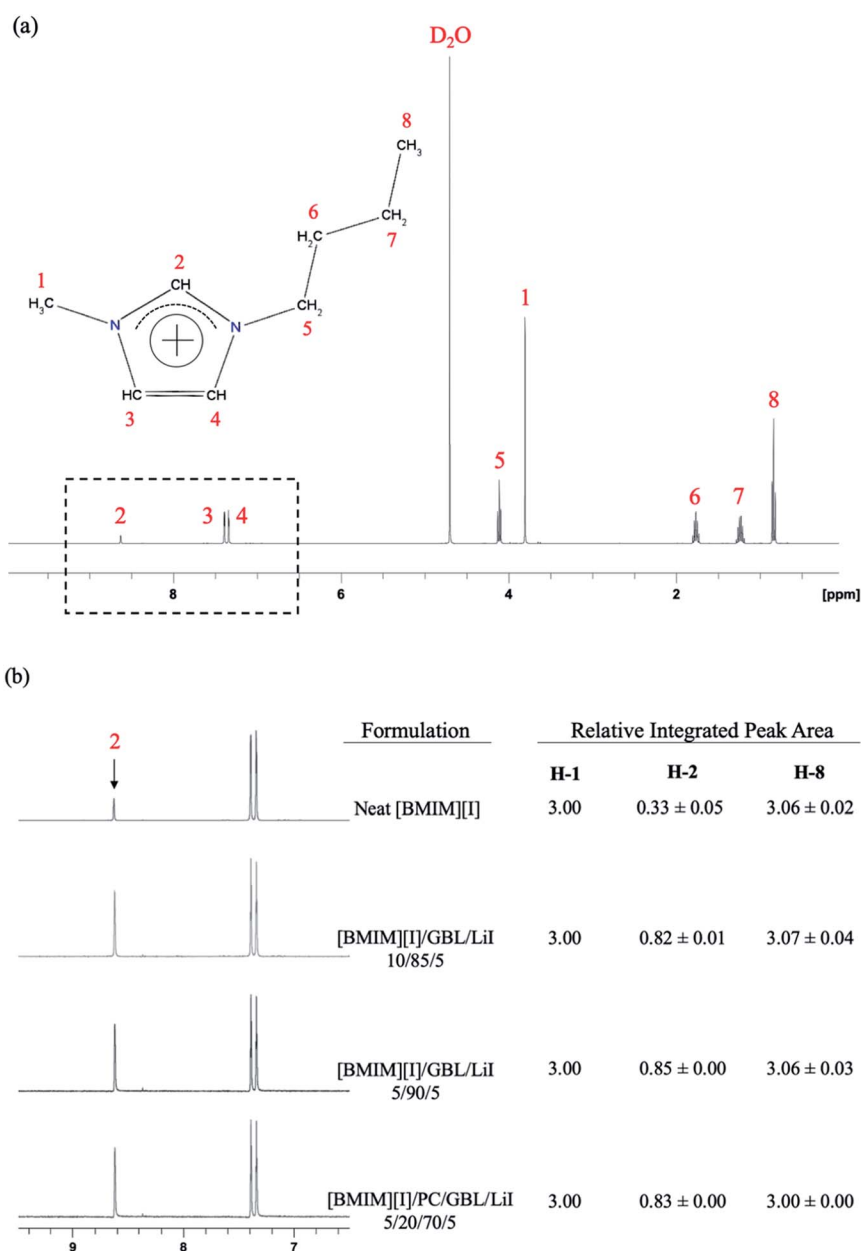 (a)
D₂O
8
CH₃
6
H₂C
CH₂
7
2
CH
1
H₃C
N
N
CH₂
5
HC
CH
3
4
1
8
5
6
7
2
3
4
8
6
4
2
[ppm]
(b)
Formulation
Relative Integrated Peak Area
2
H-1
H-2
H-8
Neat [BMIM][I]
3.00
0.33 ± 0.05
3.06 ± 0.02
[BMIM][I]/GBL/LiI
10/85/5
3.00
0.82 ± 0.01
3.07 ± 0.04
[BMIM][I]/GBL/LiI
5/90/5
3.00
0.85 ± 0.00
3.06 ± 0.03
[BMIM][I]/PC/GBL/LiI
5/20/70/5
3.00
0.83 ± 0.00
3.00 ± 0.00
9
8
7